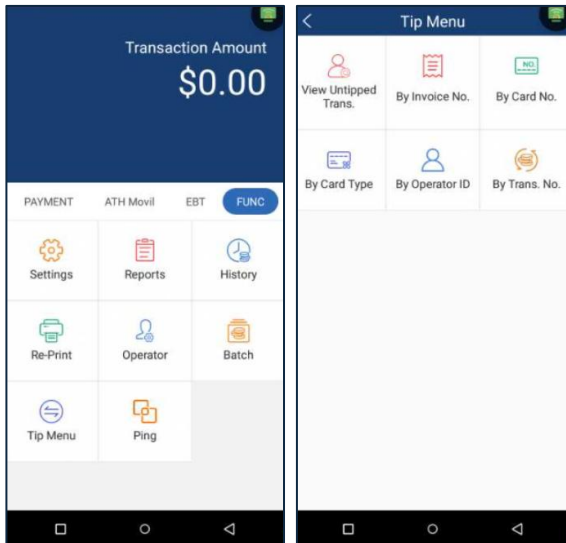 Transaction Amount
$0.00
PAYMENT ATH Movil EBT FUNC
Settings Reports History
Re-Print Operator Batch
Tip Menu Ping
Tip Menu
View Untipped
Trans.
By Invoice No.
NO.
By Card No.
By Card Type By Operator ID By Trans. No.